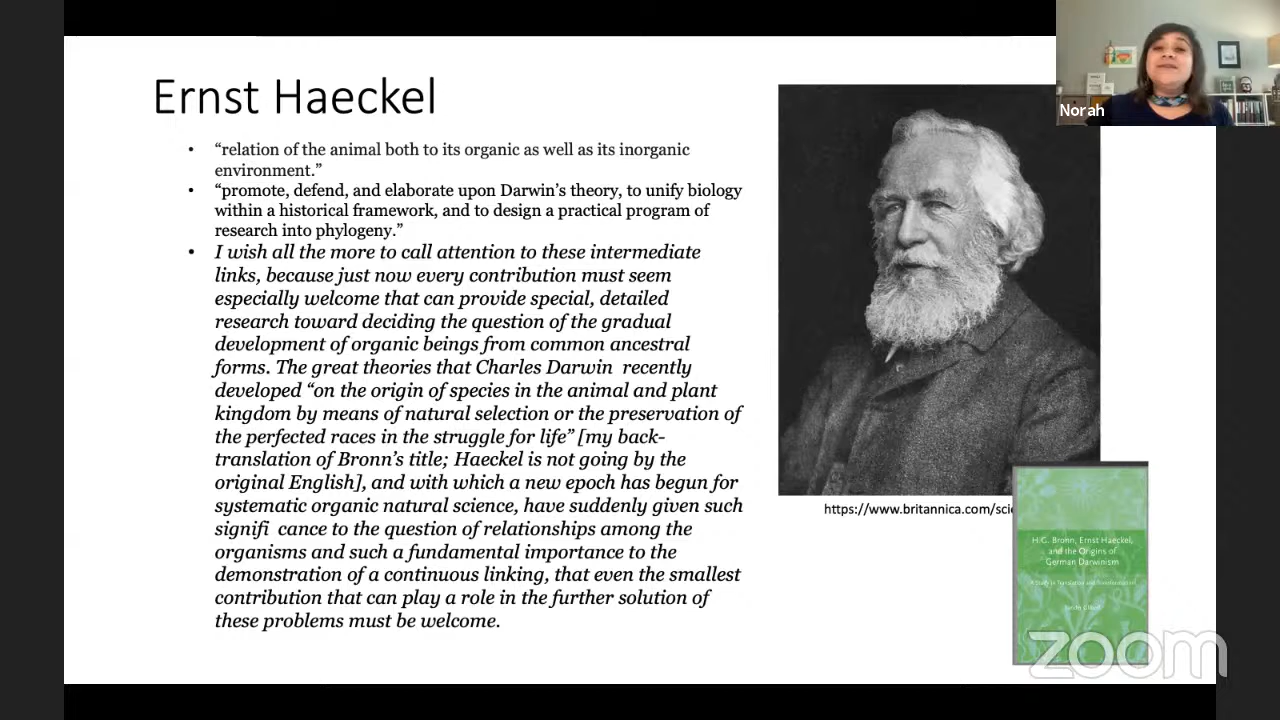 Ernst Haeckel
Norah
• “relation of the animal both to its organic as well as its inorganic
environment.”
• “promote, defend, and elaborate upon Darwin’s theory, to unify biology
within a historical framework, and to design a practical program of
research into phylogeny.”
• I wish all the more to call attention to these intermediate
links, because just now every contribution must seem
especially welcome that can provide special, detailed
research toward deciding the question of the gradual
development of organic beings from common ancestral
forms. The great theories that Charles Darwin recently
developed “on the origin of species in the animal and plant
kingdom by means of natural selection or the preservation of
the perfected races in the struggle for life” [my back-
translation of Bronn’s title; Haeckel is not going by the
original English], and with which a new epoch has begun for
systematic organic natural science, have suddenly given such
signifi cance to the question of relationships among the
organisms and such a fundamental importance to the
demonstration of a continuous linking, that even the smallest
contribution that can play a role in the further solution of
these problems must be welcome.
https://www.britannica.com/sci
H.G. Bronn, Ernst Haeckel,
and the Origins of
German Darwinism
A Study in Translation and Transformation
zoom